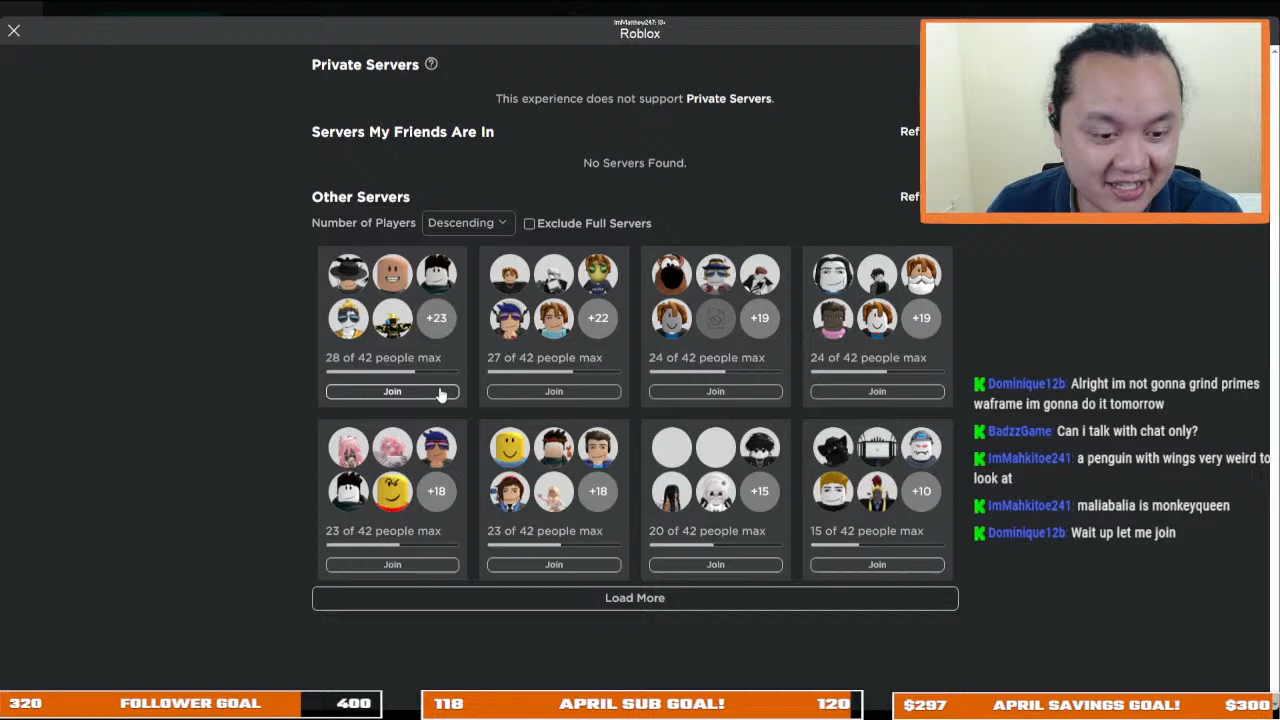 ImMatthew247: 13+
Roblox
Private Servers ?
This experience does not support Private Servers.
Servers My Friends Are In
Ref
No Servers Found.
Other Servers
Ref
Number of Players Descending Exclude Full Servers
+23 +22 +19 +19
28 of 42 people max 27 of 42 people max 24 of 42 people max 24 of 42 people max
Join Join Join Join
+18 +18 +15 +10
23 of 42 people max 23 of 42 people max 20 of 42 people max 15 of 42 people max
Join Join Join Join
Load More
Dominique12b: Alright im not gonna grind primes
waframe im gonna do it tomorrow
BadzzGame: Can i talk with chat only?
ImMahkitoe241: a penguin with wings very weird to
look at
ImMahkitoe241: maliabalia is monkeyqueen
Dominique12b: Wait up let me join
320 FOLLOWER GOAL 400
118 APRIL SUB GOAL! 120
$297 APRIL SAVINGS GOAL! $300